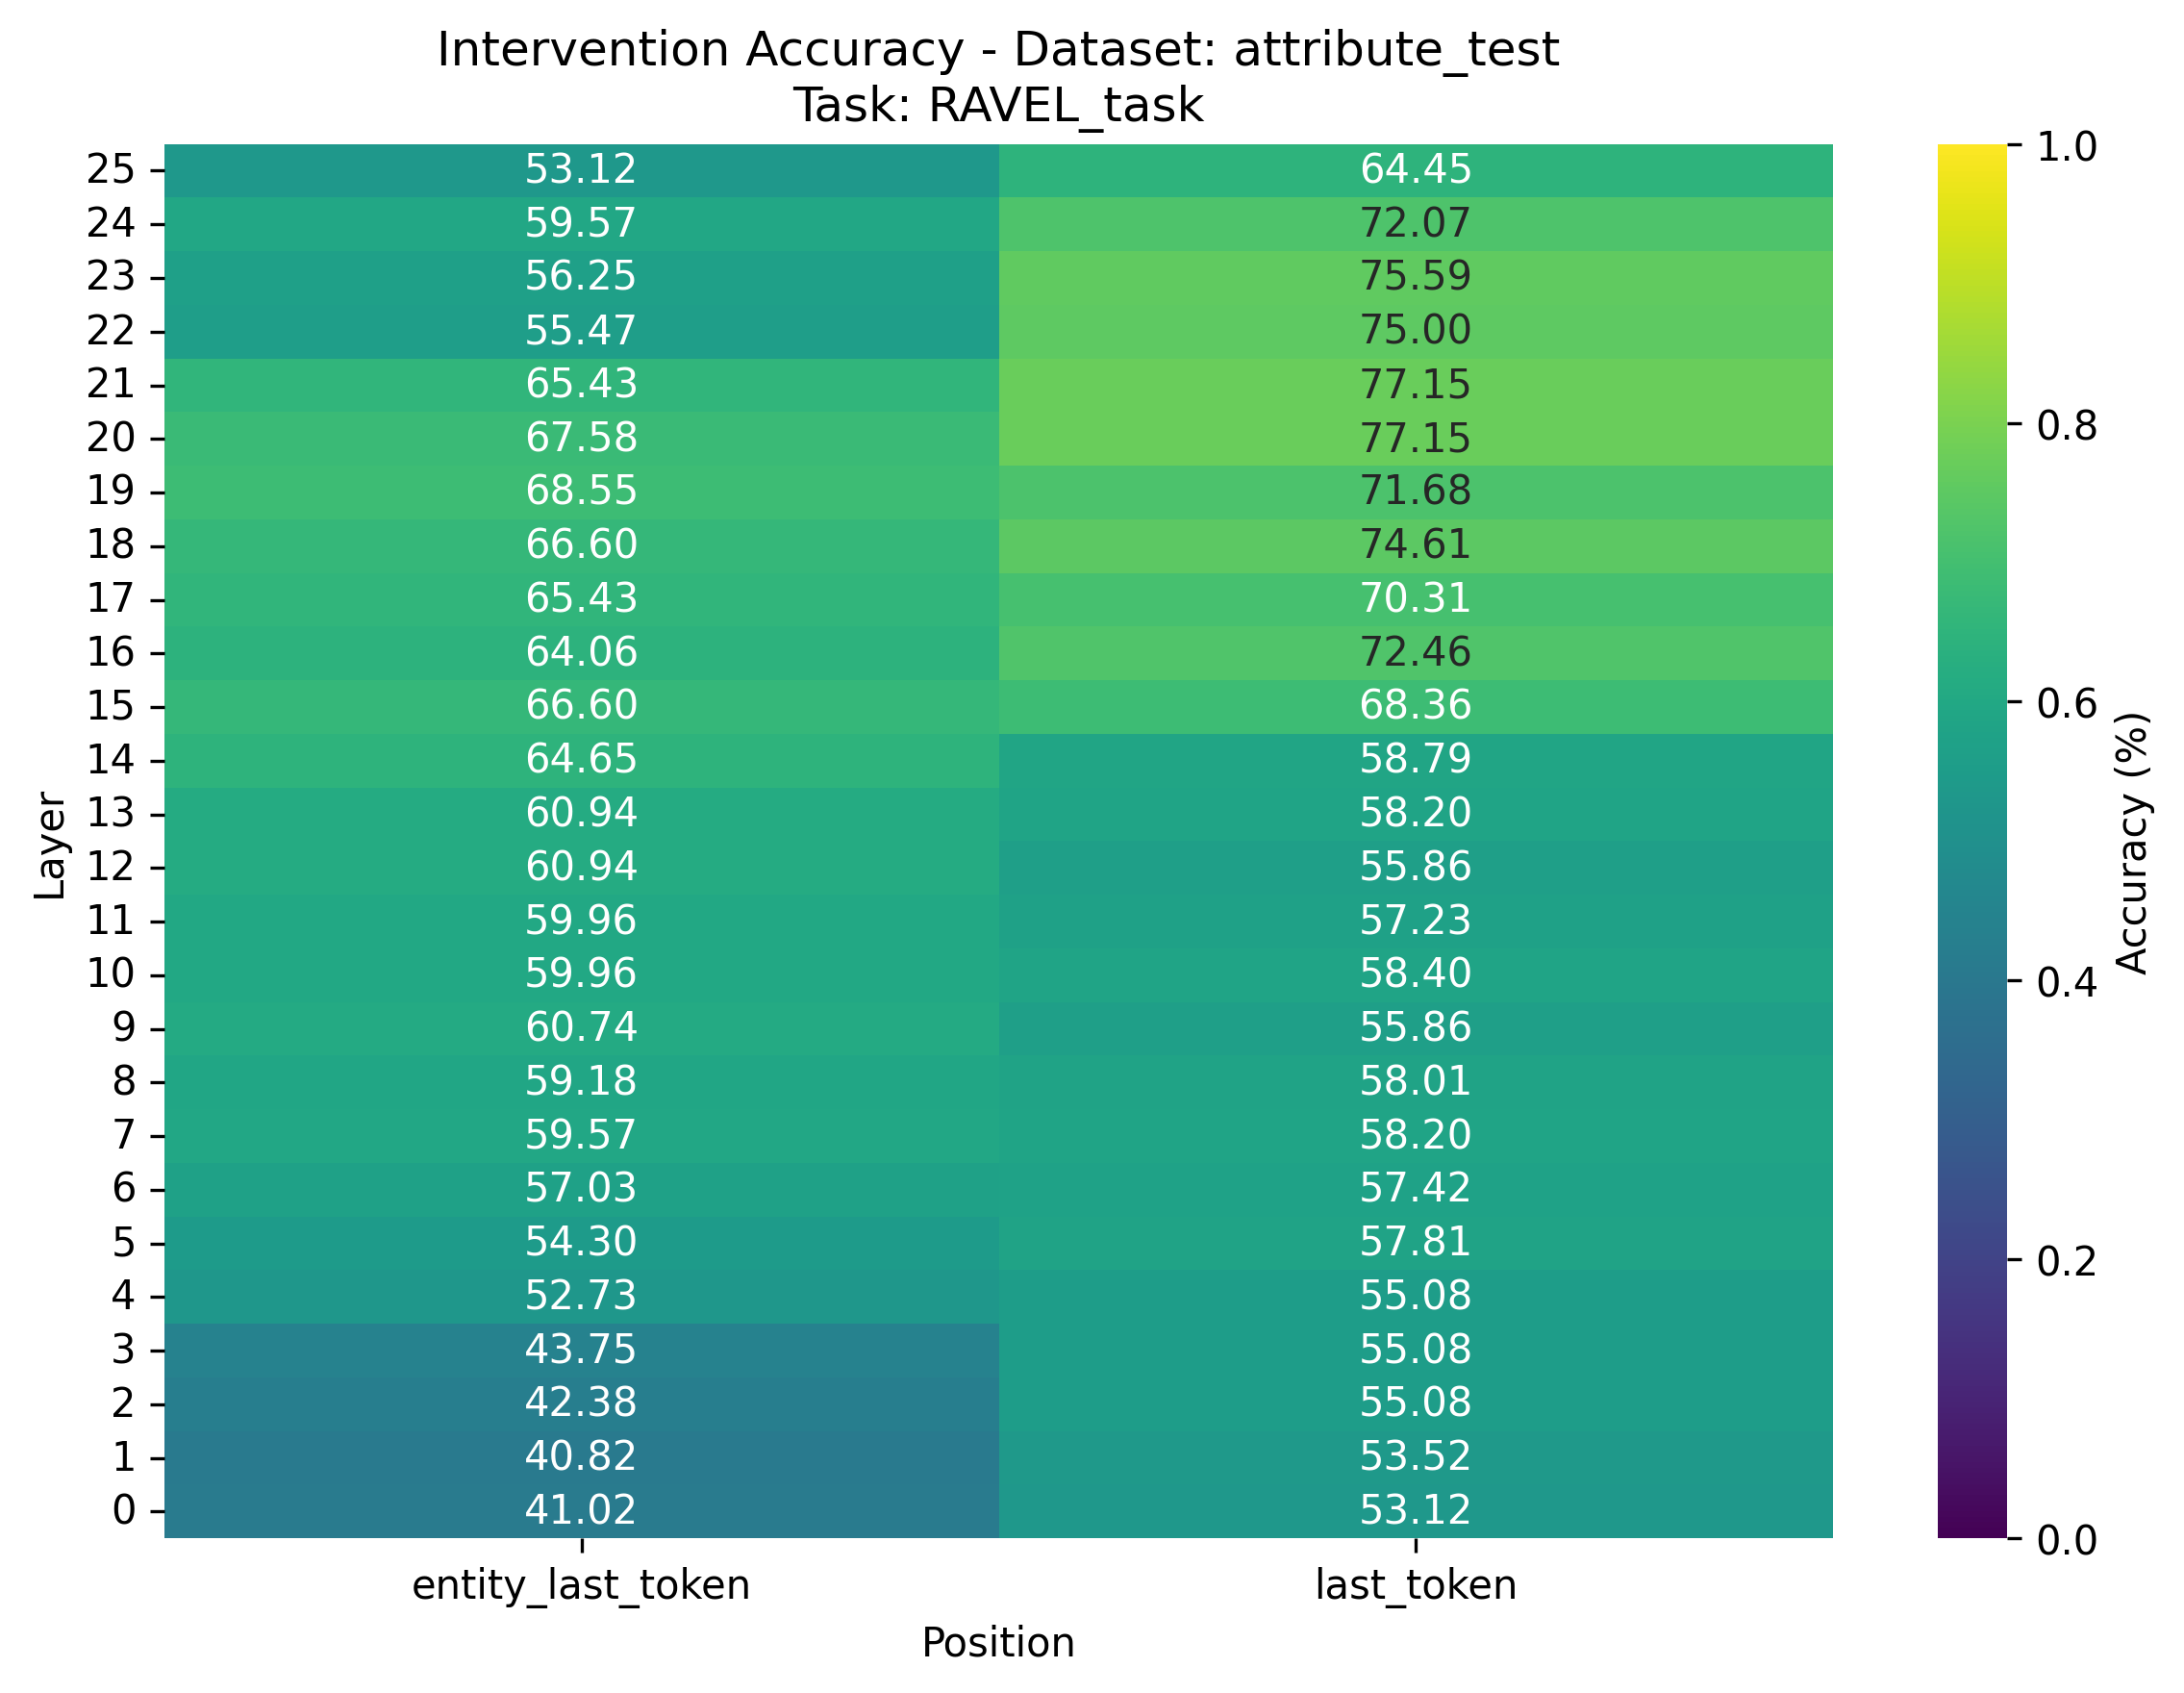 Intervention Accuracy - Dataset: attribute_test
Task: RAVEL_task
25 53.12 64.45
24 59.57 72.07
23 56.25 75.59
22 55.47 75.00
21 65.43 77.15
20 67.58 77.15
19 68.55 71.68
18 66.60 74.61
17 65.43 70.31
16 64.06 72.46
15 66.60 68.36
14 64.65 58.79
13 60.94 58.20
12 60.94 55.86
11 59.96 57.23
10 59.96 58.40
9 60.74 55.86
8 59.18 58.01
7 59.57 58.20
6 57.03 57.42
5 54.30 57.81
4 52.73 55.08
3 43.75 55.08
2 42.38 55.08
1 40.82 53.52
0 41.02 53.12
Layer
entity_last_token last_token
Position
1.0
0.8
0.6
0.4
0.2
0.0
Accuracy (%)